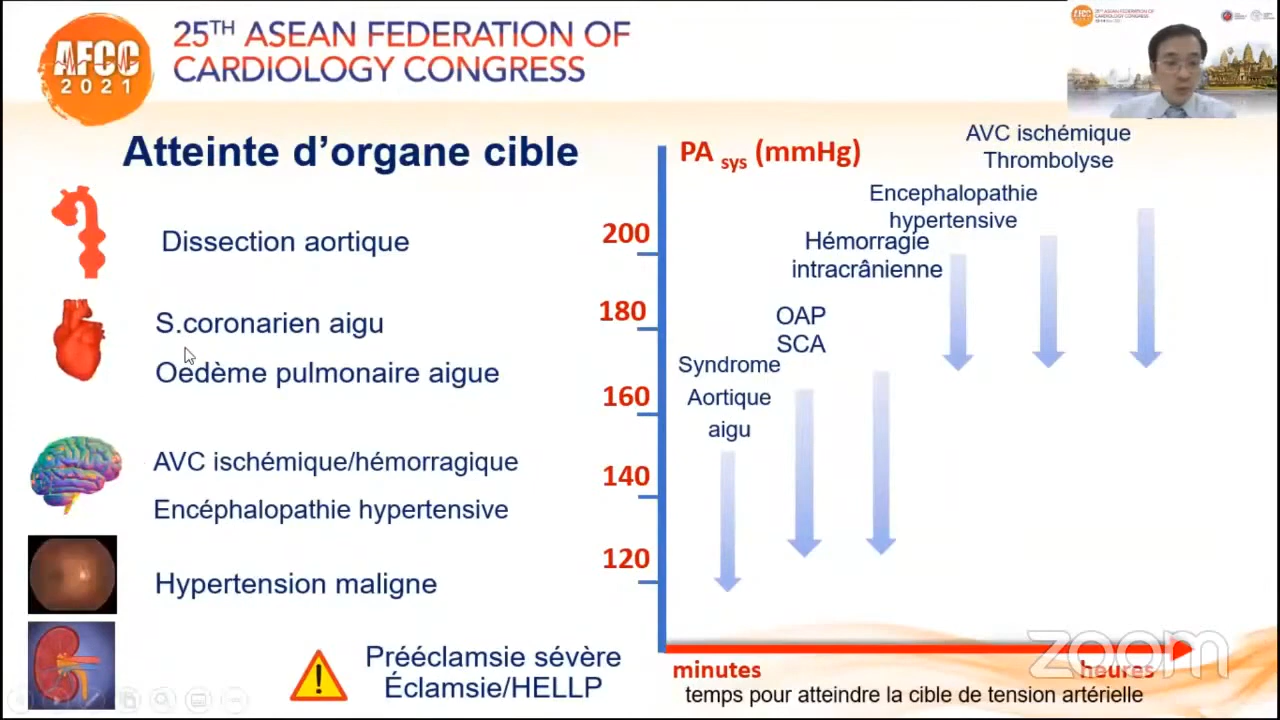 AFCC
2021
25TH ASEAN FEDERATION OF
CARDIOLOGY CONGRESS
Atteinte d’organe cible
Dissection aortique
S.coronarien aigu
Oedème pulmonaire aigue
AVC ischémique/hémorragique
Encéphalopathie hypertensive
Hypertension maligne
Prééclamsie sévère
Éclamsie/HELLP
PA sys (mmHg)
200
180
160
140
120
AVC ischémique
Thrombolyse
Encephalopathie
hypertensive
Hémorragie
intracrânienne
OAP
SCA
Syndrome
Aortique
aigu
minutes
heures
temps pour atteindre la cible de tension artérielle
zoom